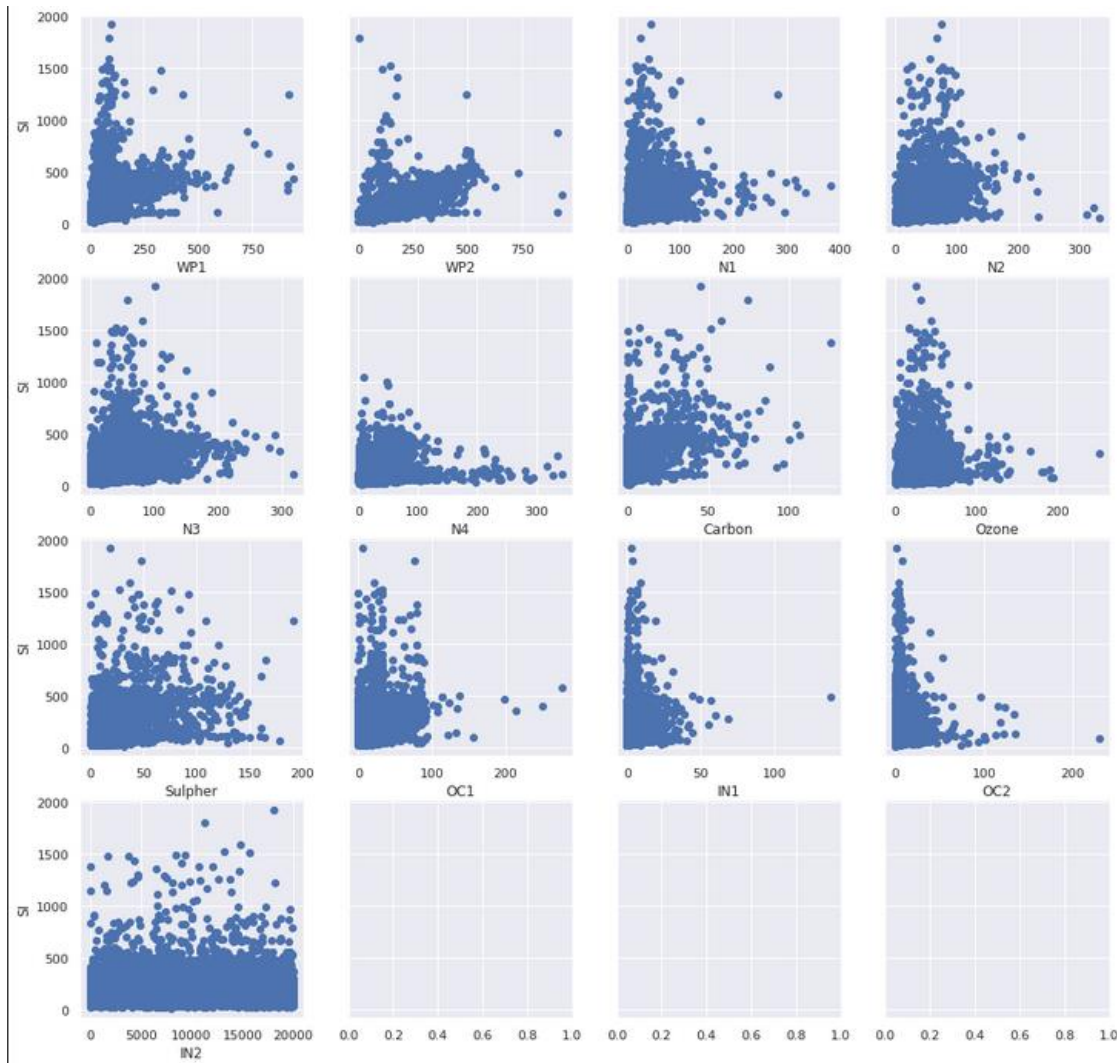 2000
1500
1000
500
0
SI
0 250 500 750
WP1
0 250 500 750
WP2
0 100 200 300 400
N1
0 100 200 300
N2
2000
1500
1000
500
0
SI
0 100 200 300
N3
0 100 200 300
N4
0 50 100
Carbon
0 100 200
Ozone
2000
1500
1000
500
0
SI
0 50 100 150 200
Sulpher
0 100 200
OC1
0 50 100
IN1
0 100 200
OC2
2000
1500
1000
500
0
SI
0 5000 10000 15000 20000
IN2
0.0 0.2 0.4 0.6 0.8 1.0
0.0 0.2 0.4 0.6 0.8 1.0
0.0 0.2 0.4 0.6 0.8 1.0